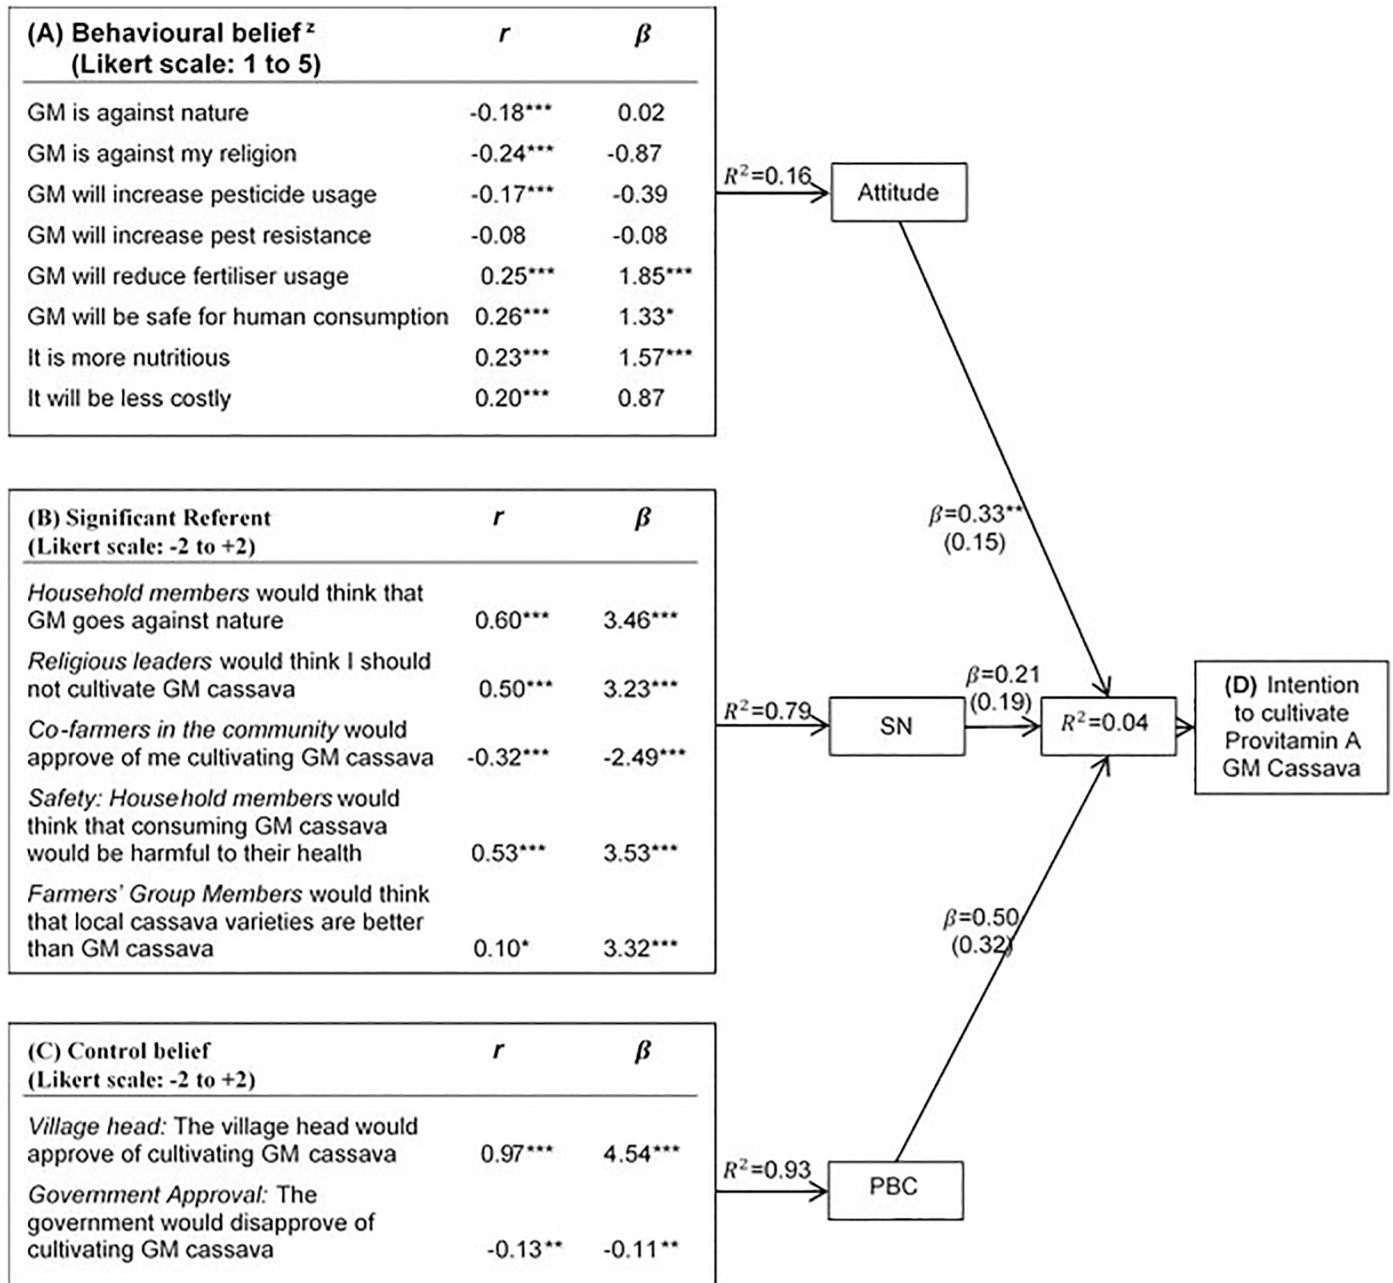 (A) Behavioural belief z r β
(Likert scale: 1 to 5)
GM is against nature -0.18*** 0.02
GM is against my religion -0.24*** -0.87
GM will increase pesticide usage -0.17*** -0.39
GM will increase pest resistance -0.08 -0.08
GM will reduce fertiliser usage 0.25*** 1.85***
GM will be safe for human consumption 0.26*** 1.33*
It is more nutritious 0.23*** 1.57***
It will be less costly 0.20*** 0.87
R²=0.16
Attitude
β=0.33**
(0.15)
(B) Significant Referent r β
(Likert scale: -2 to +2)
Household members would think that
GM goes against nature 0.60*** 3.46***
Religious leaders would think I should
not cultivate GM cassava 0.50*** 3.23***
Co-farmers in the community would
approve of me cultivating GM cassava -0.32*** -2.49***
Safety: Household members would
think that consuming GM cassava
would be harmful to their health 0.53*** 3.53***
Farmers' Group Members would think
that local cassava varieties are better
than GM cassava 0.10* 3.32***
R²=0.79
SN
β=0.21
(0.19)
R²=0.04
(D) Intention
to cultivate
Provitamin A
GM Cassava
β=0.50
(0.32)
(C) Control belief r β
(Likert scale: -2 to +2)
Village head: The village head would
approve of cultivating GM cassava 0.97*** 4.54***
Government Approval: The
government would disapprove of
cultivating GM cassava -0.13** -0.11**
R²=0.93
PBC